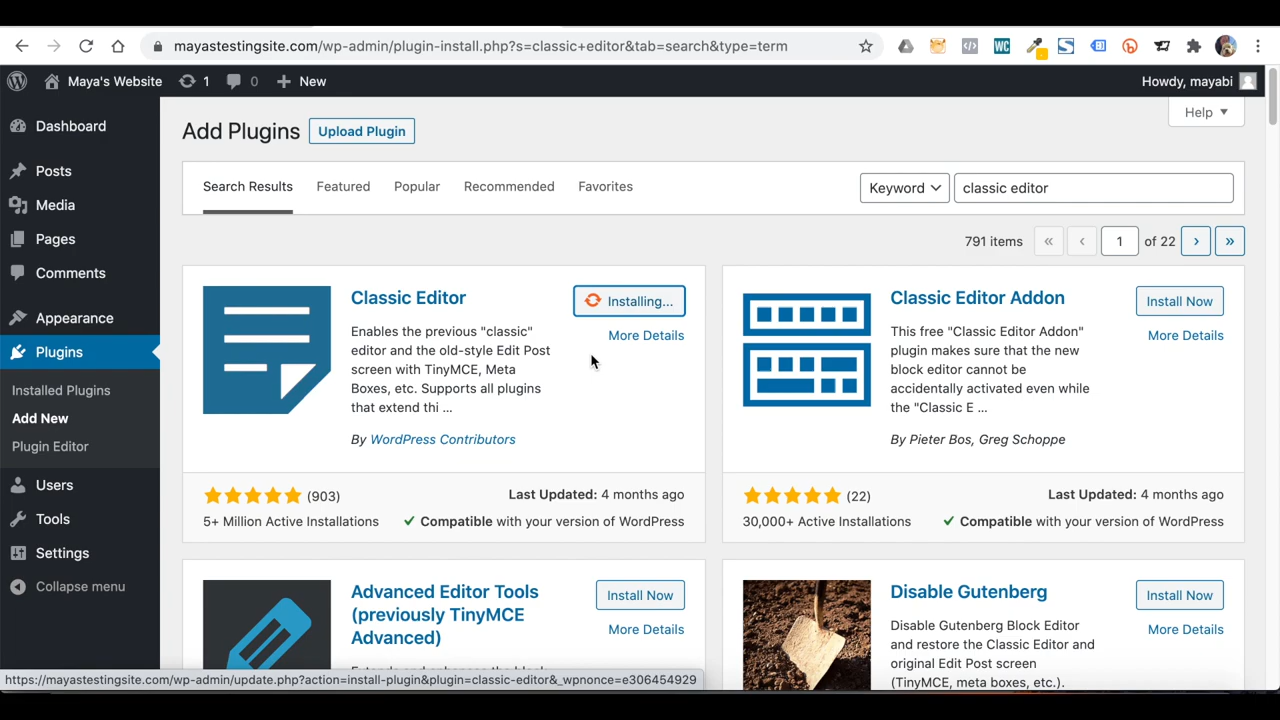 mayastestingsite.com/wp-admin/plugin-install.php?s=classic+editor&tab=search&type=term
WC
Maya's Website
1
0
New
Howdy, mayabi
Help
Dashboard
Posts
Media
Pages
Comments
Appearance
Plugins
Installed Plugins
Add New
Plugin Editor
Users
Tools
Settings
Collapse menu
Add Plugins
Upload Plugin
Search Results
Featured
Popular
Recommended
Favorites
Keyword
classic editor
791 items
«
‹
1
of 22
›
»
Classic Editor
Installing...
More Details
Enables the previous "classic"
editor and the old-style Edit Post
screen with TinyMCE, Meta
Boxes, etc. Supports all plugins
that extend thi ...
By WordPress Contributors
(903)
Last Updated: 4 months ago
5+ Million Active Installations
Compatible with your version of WordPress
Classic Editor Addon
Install Now
More Details
This free "Classic Editor Addon"
plugin makes sure that the new
block editor cannot be
accidentally activated even while
the "Classic E ...
By Pieter Bos, Greg Schoppe
(22)
Last Updated: 4 months ago
30,000+ Active Installations
Compatible with your version of WordPress
Advanced Editor Tools
(previously TinyMCE
Advanced)
Install Now
More Details
Disable Gutenberg
Install Now
More Details
Disable Gutenberg Block Editor
and restore the Classic Editor and
original Edit Post screen
(TinyMCE, meta boxes, etc.).
https://mayastestingsite.com/wp-admin/update.php?action=install-plugin&plugin=classic-editor&_wpnonce=e306454929